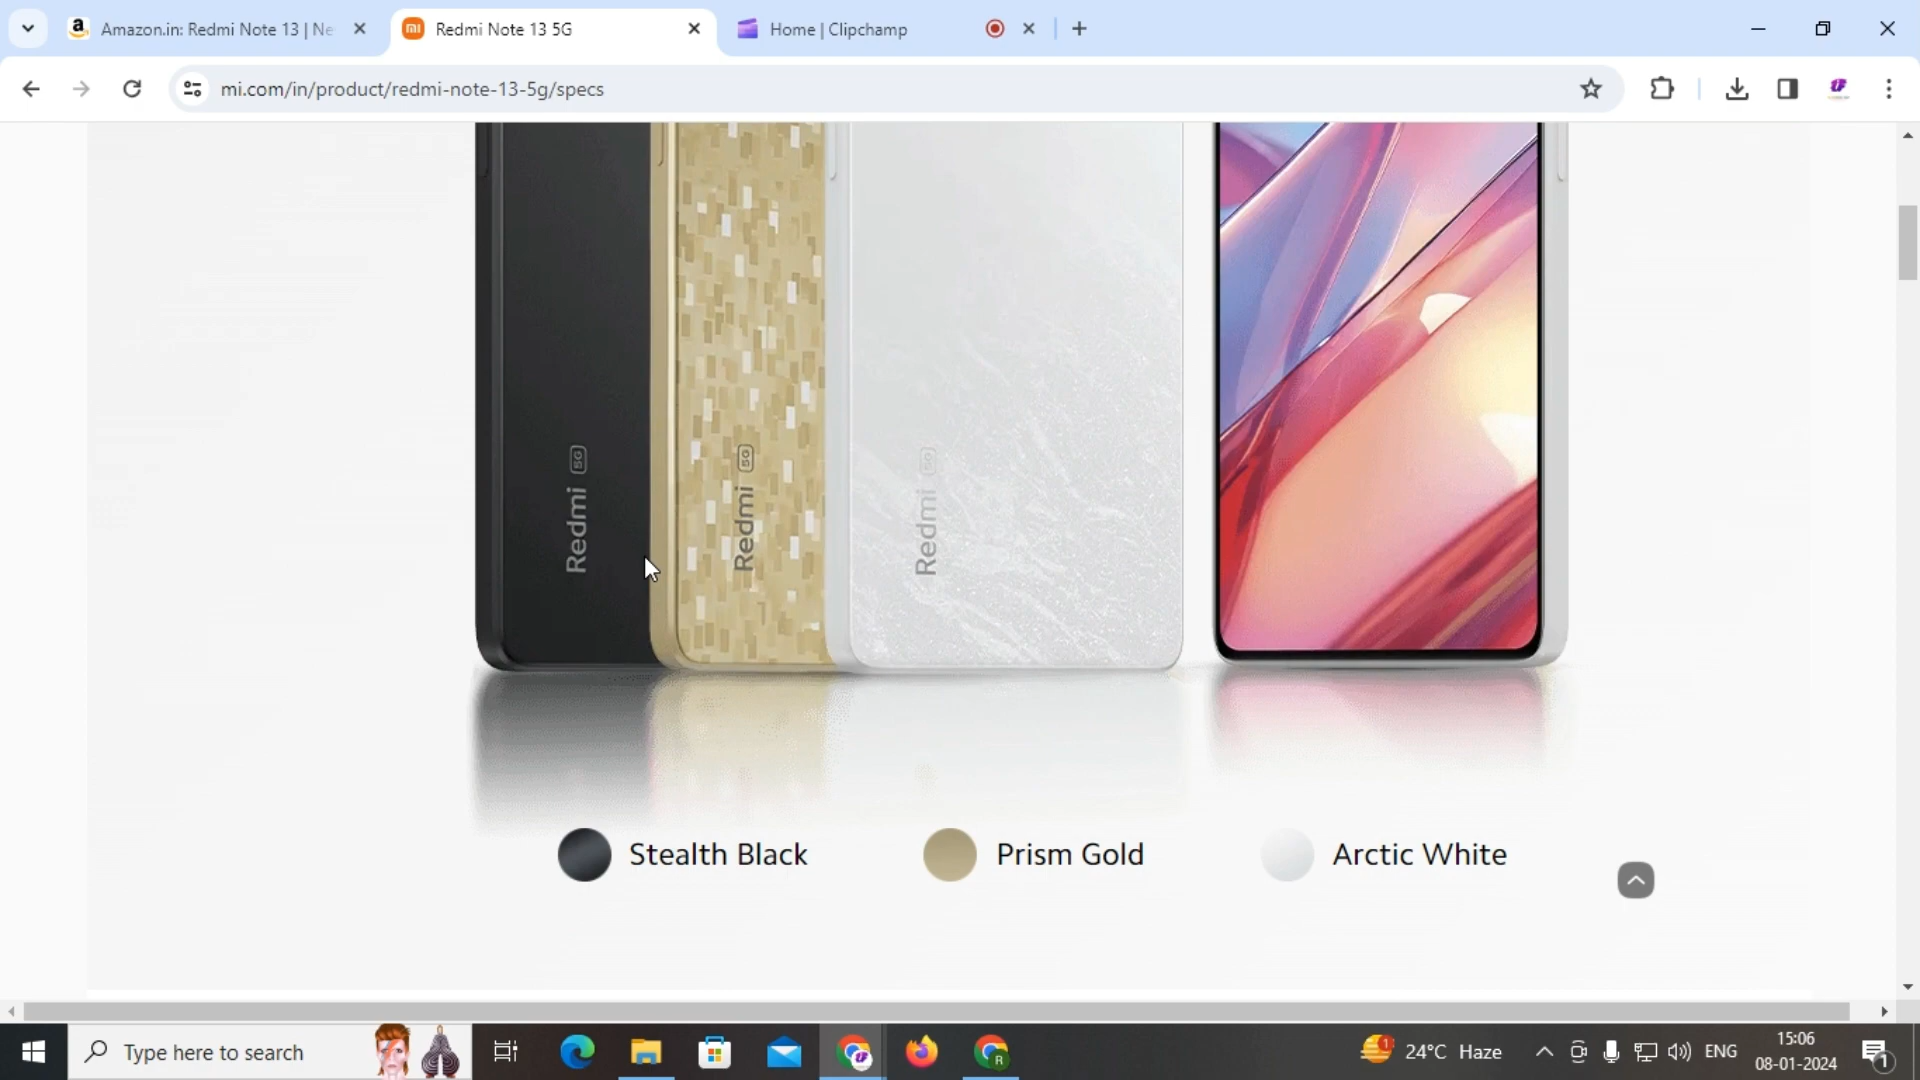 Amazon.in: Redmi Note 13 | Ne
Redmi Note 13 5G
Home | Clipchamp
mi.com/in/product/redmi-note-13-5g/specs
Redmi 5G
Redmi 5G
Redmi 5G
Stealth Black
Prism Gold
Arctic White
Type here to search
24°C Haze
ENG
15:06
08-01-2024